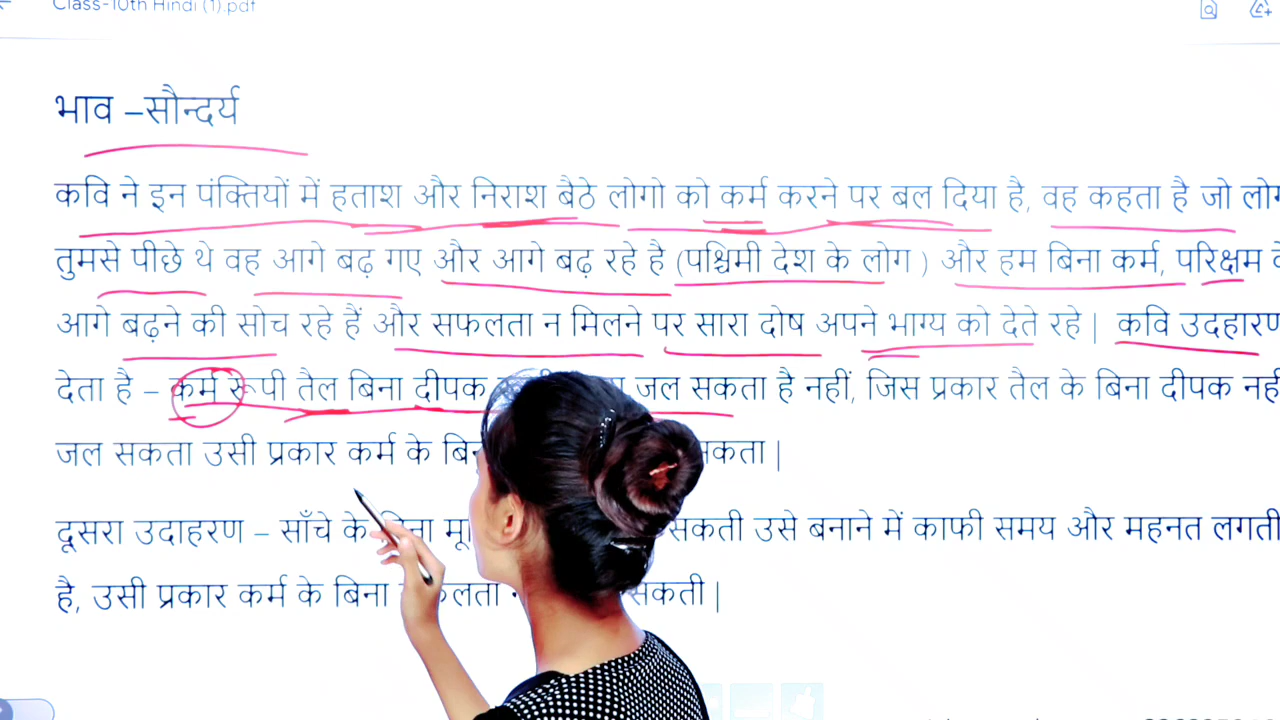 Class-10th Hindi (1).pdf
भाव –सौन्दर्य
कवि ने इन पंक्तियों में हताश और निराश बैठे लोगो को कर्म करने पर बल दिया है, वह कहता है जो
तुमसे पीछे थे वह आगे बढ़ गए और आगे बढ़ रहे है (पश्चिमी देश के लोग ) और हम बिना कर्म, परिक्षम
आगे बढ़ने की सोच रहे हैं और सफलता न मिलने पर सारा दोष अपने भाग्य को देते रहे | कवि उदहारण
देता है – कर्म रूपी तैल बिना दीपक जल सकता है नहीं, जिस प्रकार तैल के बिना दीपक नही
जल सकता उसी प्रकार कर्म के |
दूसरा उदाहरण – साँचे के सकती उसे बनाने में काफी समय और महनत लगती
है, उसी प्रकार कर्म के बिना सकती |